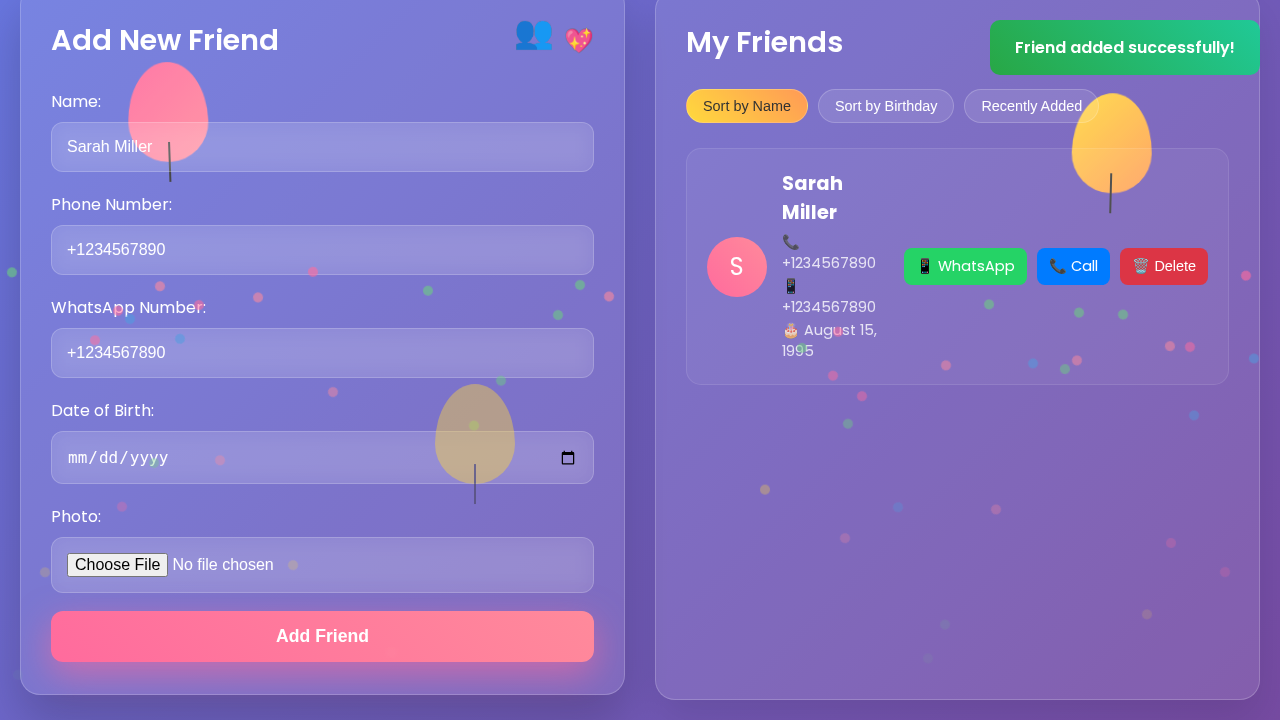 Add New Friend 👥 💖
Name:
Sarah Miller
Phone Number:
+1234567890
WhatsApp Number:
+1234567890
Date of Birth:
mm/dd/yyyy
Photo:
Choose File No file chosen
Add Friend
My Friends
Friend added successfully!
Sort by Name Sort by Birthday Recently Added
S
Sarah
Miller
📞
+1234567890
📱
+1234567890
🎂 August 15,
1995
📱 WhatsApp 📞 Call 🗑️ Delete